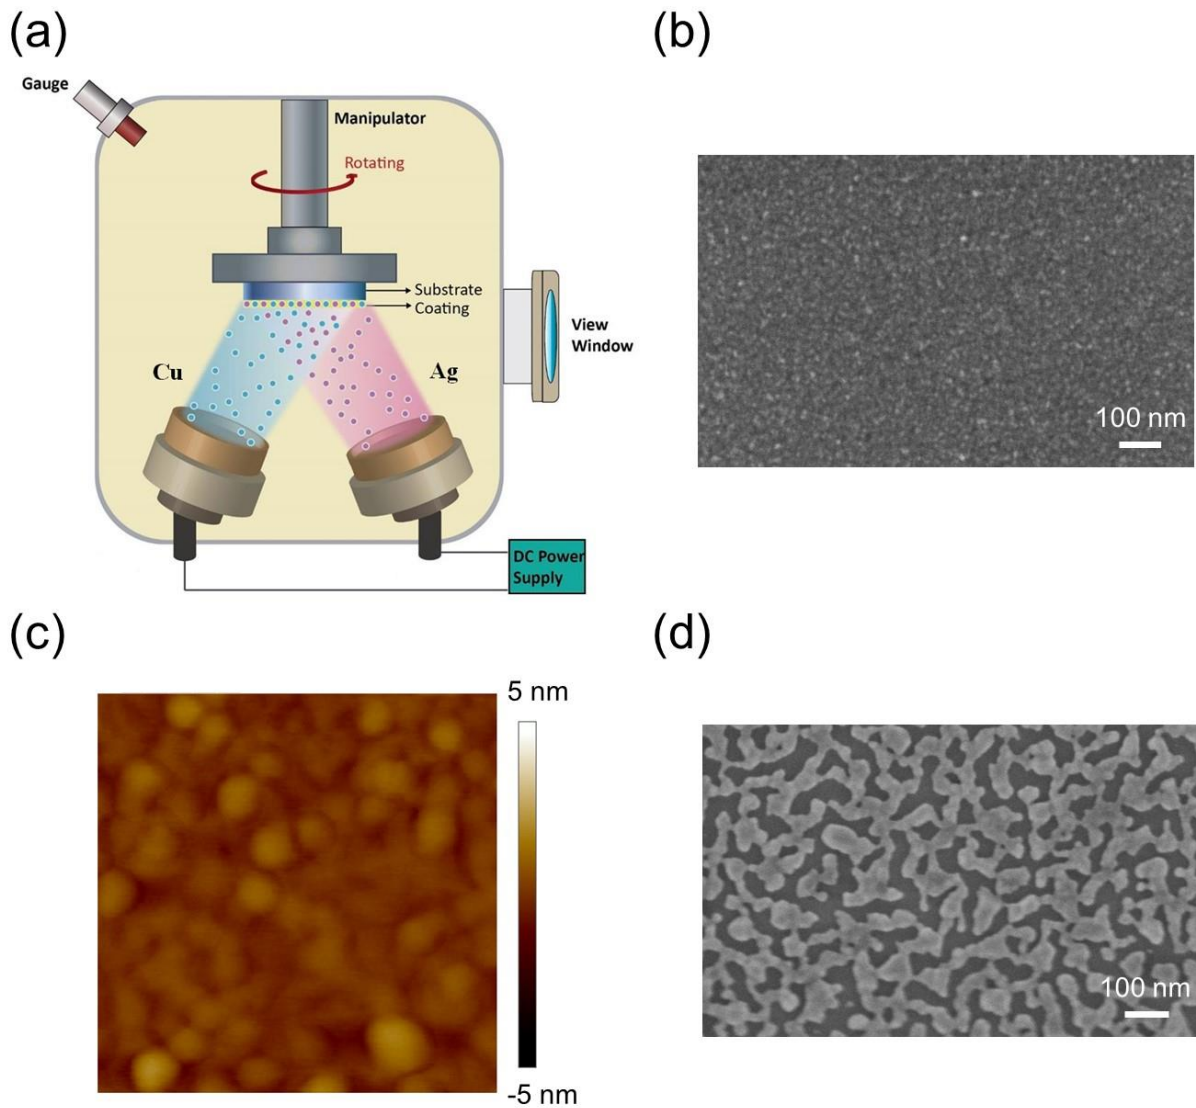 (a)
Gauge
Manipulator
Rotating
Substrate
Coating
View
Window
Cu
Ag
DC Power
Supply
(b)
100 nm
(c)
5 nm
-5 nm
(d)
100 nm